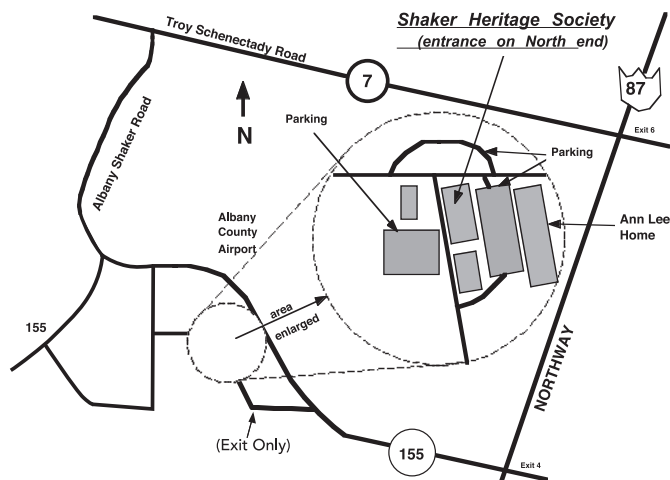 Shaker Heritage Society
(entrance on North end)
Troy Schenectady Road
7
87
Exit 6
N
Parking
Parking
Albany Shaker Road
Albany
County
Airport
Ann Lee
Home
area
enlarged
155
NORTHWAY
(Exit Only)
155
Exit 4